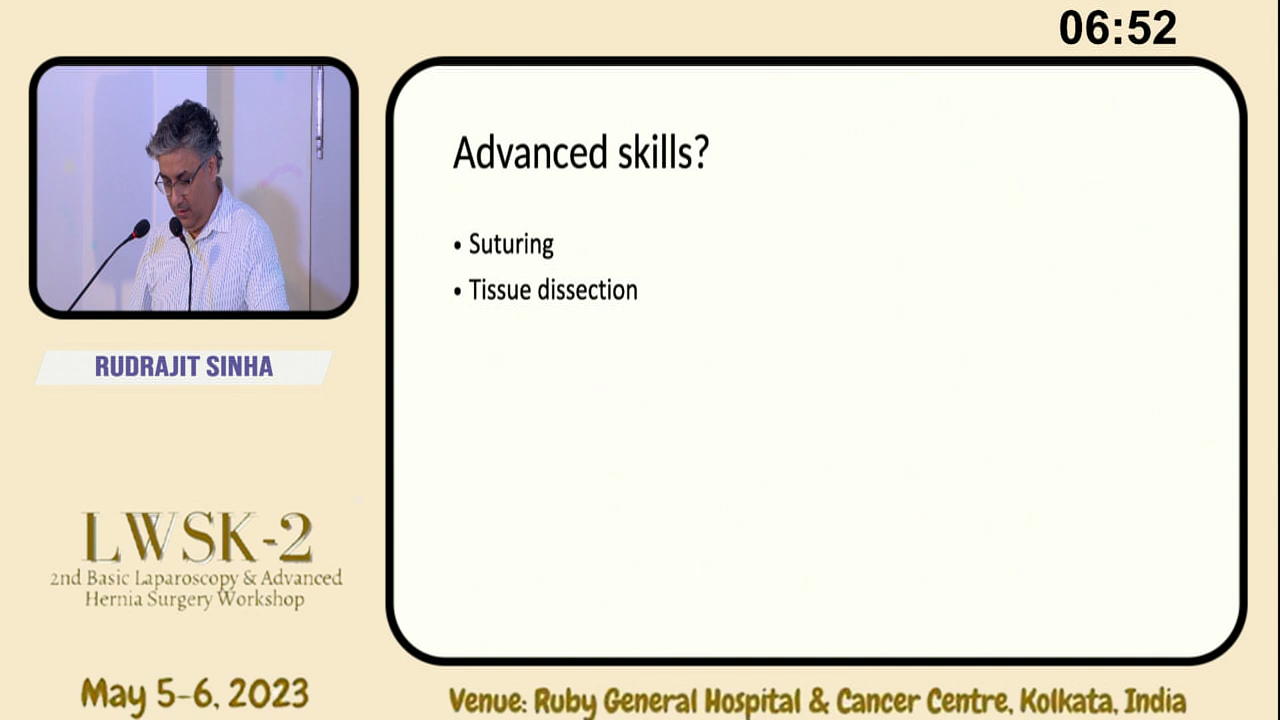 06:52
Advanced skills?
• Suturing
• Tissue dissection
RUDRAJIT SINHA
LWSK-2
2nd Basic Laparoscopy & Advanced
Hernia Surgery Workshop
May 5-6, 2023
Venue: Ruby General Hospital & Cancer Centre, Kolkata, India